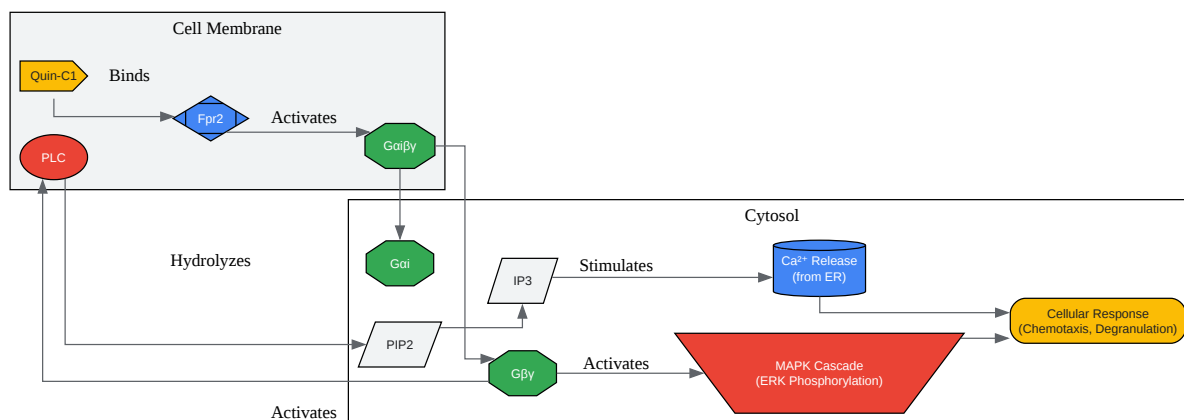 Cell Membrane
Quin-C1
Binds
Fpr2
Activates
Gαiβγ
PLC
Cytosol
Hydrolyzes
Gαi
IP3
Stimulates
Ca²⁺ Release
(from ER)
Cellular Response
(Chemotaxis, Degranulation)
PIP2
Gβγ
Activates
MAPK Cascade
(ERK Phosphorylation)
Activates